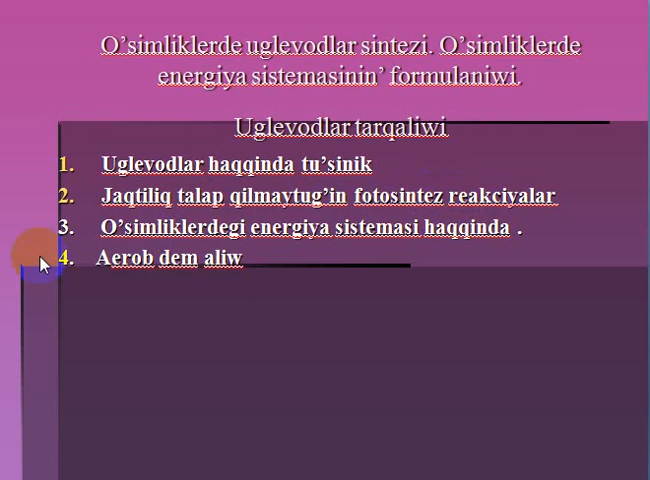 O’simliklerde uglevodlar sintezi. O’simliklerde
energiya sistemasinin’ formulaniwi.
Uglevodlar tarqaliwi
1. Uglevodlar haqqinda tu’sinik
2. Jaqtiliq talap qilmaytug’in fotosintez reakciyalar
3. O’simliklerdegi energiya sistemasi haqqinda .
4. Aerob dem aliw